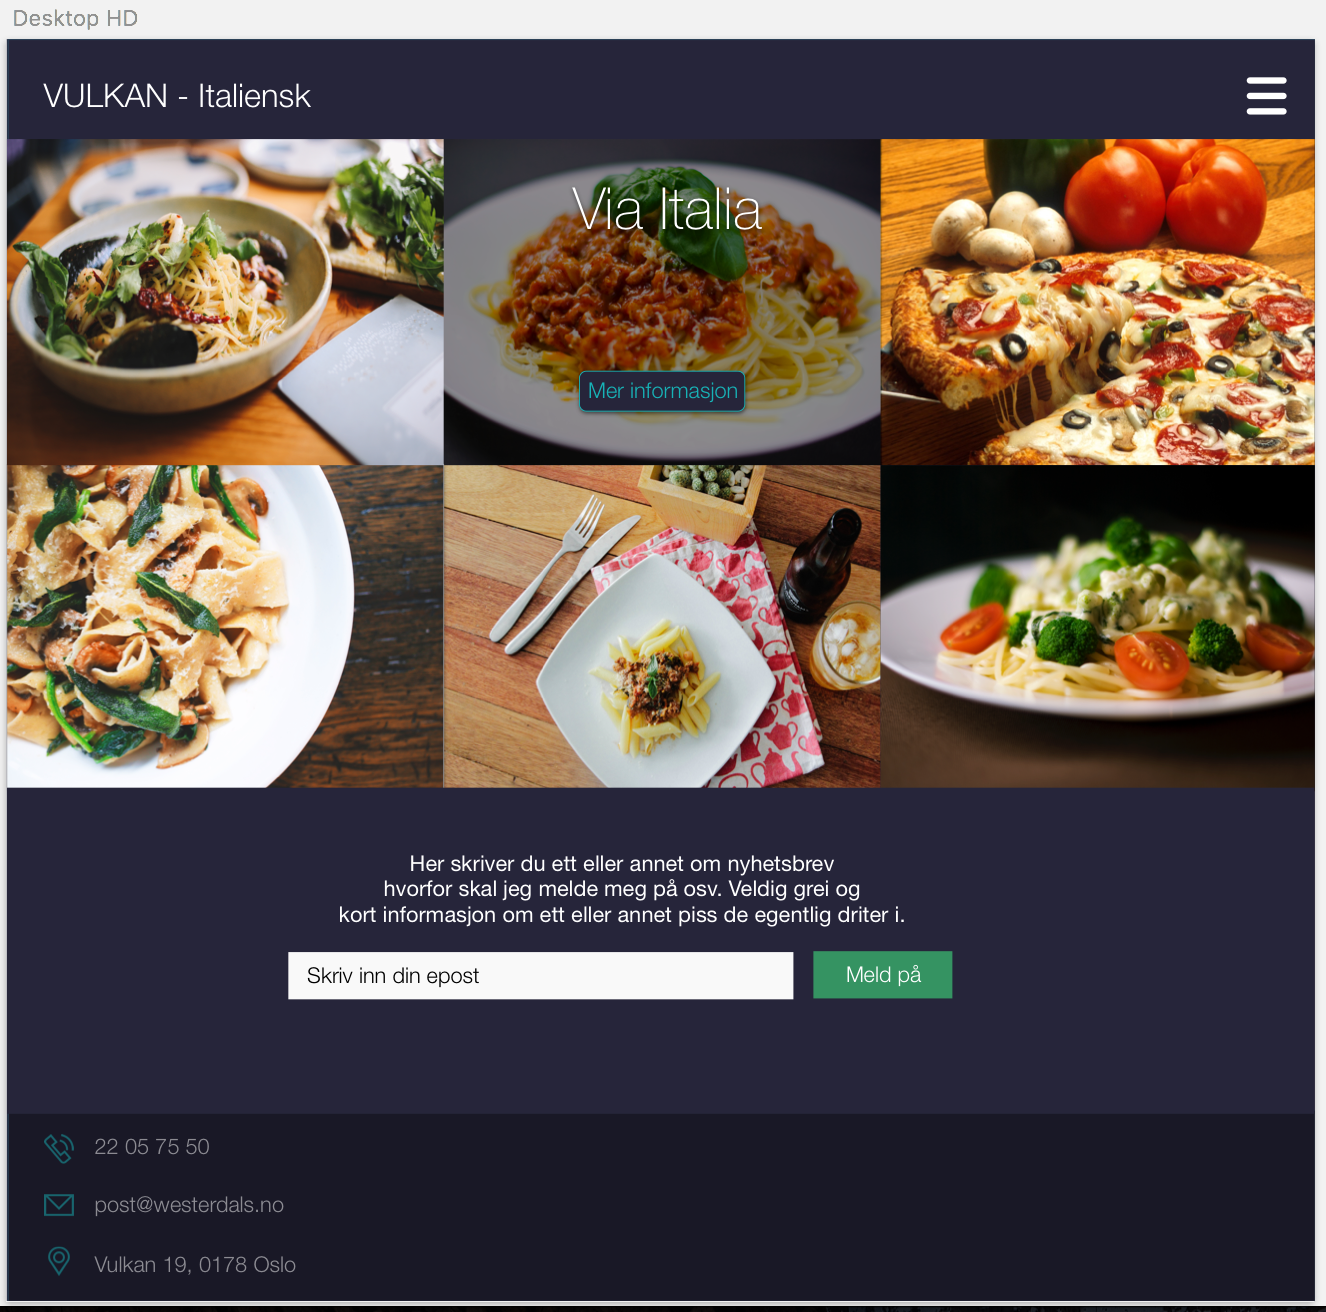 Desktop HD
VULKAN - Italiensk
Via Italia
Mer informasjon
Her skriver du ett eller annet om nyhetsbrev
hvorfor skal jeg melde meg på osv. Veldig grei og
kort informasjon om ett eller annet piss de egentlig driter i.
Skriv inn din epost
Meld på
22 05 75 50
post@westerdals.no
Vulkan 19, 0178 Oslo